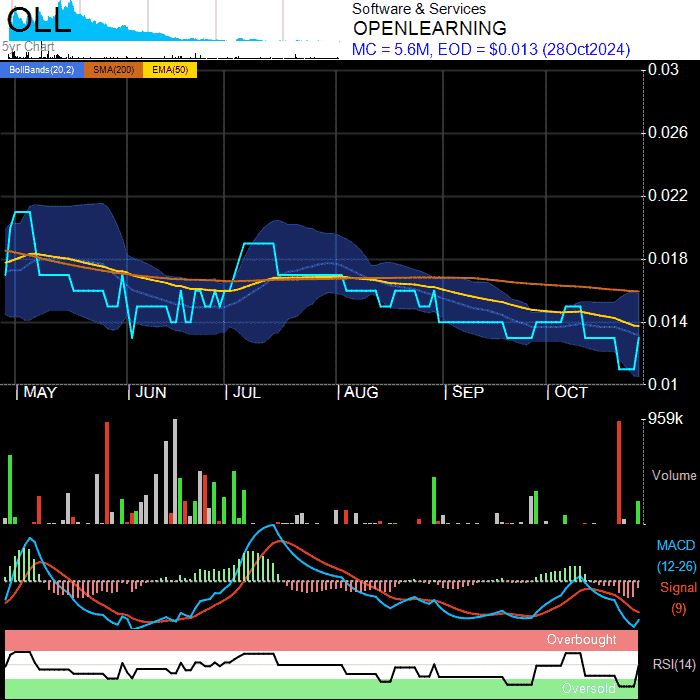 OLL
5yr Chart
Software & Services
OPENLEARNING
MC = 5.6M, EOD = $0.013 (28Oct2024)
BollBands(20,2) SMA(200) EMA(50)
0.03
0.026
0.022
0.018
0.014
0.01
MAY JUN JUL AUG SEP OCT
959k
Volume
MACD
(12-26)
Signal
(9)
Overbought
RSI(14)
Oversold